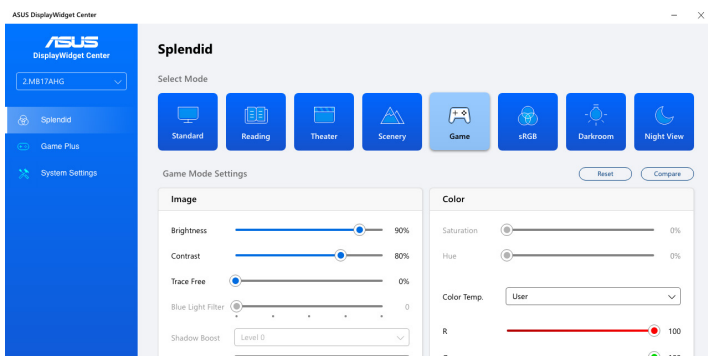 ASUS DisplayWidget Center
ASUS
DisplayWidget Center
2.MB17AHG
Splendid
Game Plus
System Settings
Splendid
Select Mode
Standard Reading Theater Scenery Game sRGB Darkroom Night View
Game Mode Settings Reset Compare
Image
Brightness 90%
Contrast 80%
Trace Free 0%
Blue Light Filter 0
Shadow Boost Level 0
Color
Saturation 0%
Hue 0%
Color Temp. User
R 100